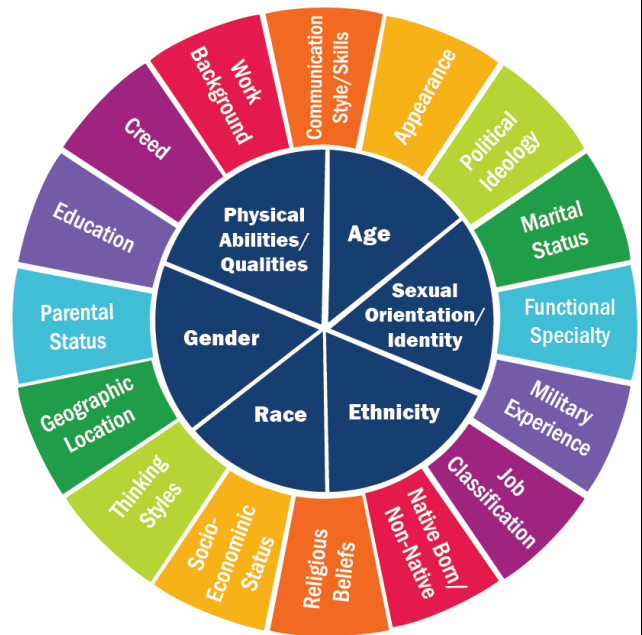 Communication
Style/Skills
Appearance
Political
Ideology
Marital
Status
Functional
Specialty
Military
Experience
Job
Classification
Native Born/
Non-Native
Religious
Beliefs
Socio-
Econominic
Status
Thinking
Styles
Geographic
Location
Parental
Status
Education
Creed
Work
Background
Physical
Abilities/
Qualities
Age
Sexual
Orientation/
Identity
Ethnicity
Race
Gender